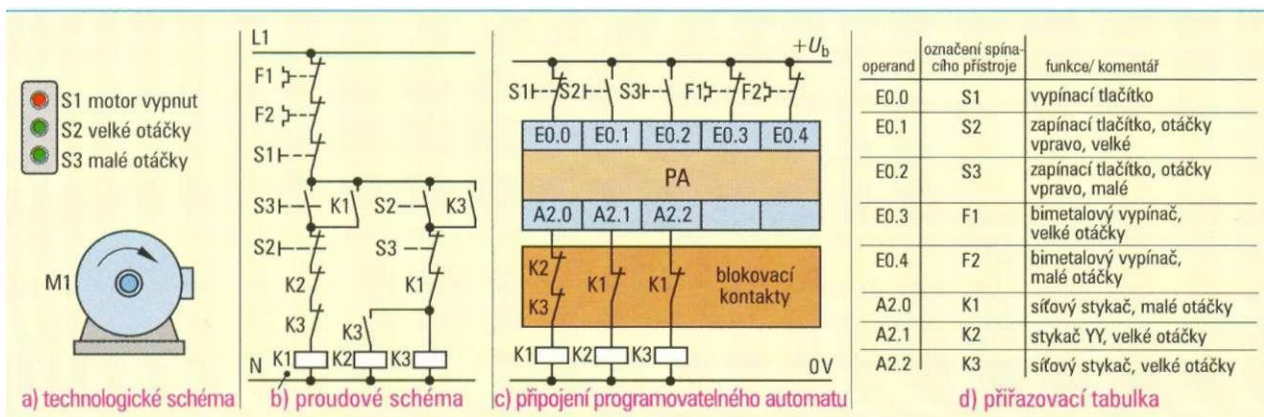 S1 motor vypnut
S2 velké otáčky
S3 malé otáčky
M1
a) technologické schéma
L1
F1
F2
S1
S3 K1 S2 K3
S2 S3
K2 K1
K3 K3
N K1 K2 K3
b) proudové schéma
+Ub
S1 S2 S3 F1 F2
E0.0 E0.1 E0.2 E0.3 E0.4
PA
A2.0 A2.1 A2.2
K2 K1 K1 blokovací
K3 kontakty
K1 K2 K3 0V
c) připojení programovatelného automatu
operand označení spína- funkce/ komentář
cího přístroje
E0.0 S1 vypínací tlačítko
E0.1 S2 zapínací tlačítko, otáčky
vpravo, velké
E0.2 S3 zapínací tlačítko, otáčky
vpravo, malé
E0.3 F1 bimetalový vypínač,
velké otáčky
E0.4 F2 bimetalový vypínač,
malé otáčky
A2.0 K1 síťový stykač, malé otáčky
A2.1 K2 stykač YY, velké otáčky
A2.2 K3 síťový stykač, velké otáčky
d) přiřazovací tabulka